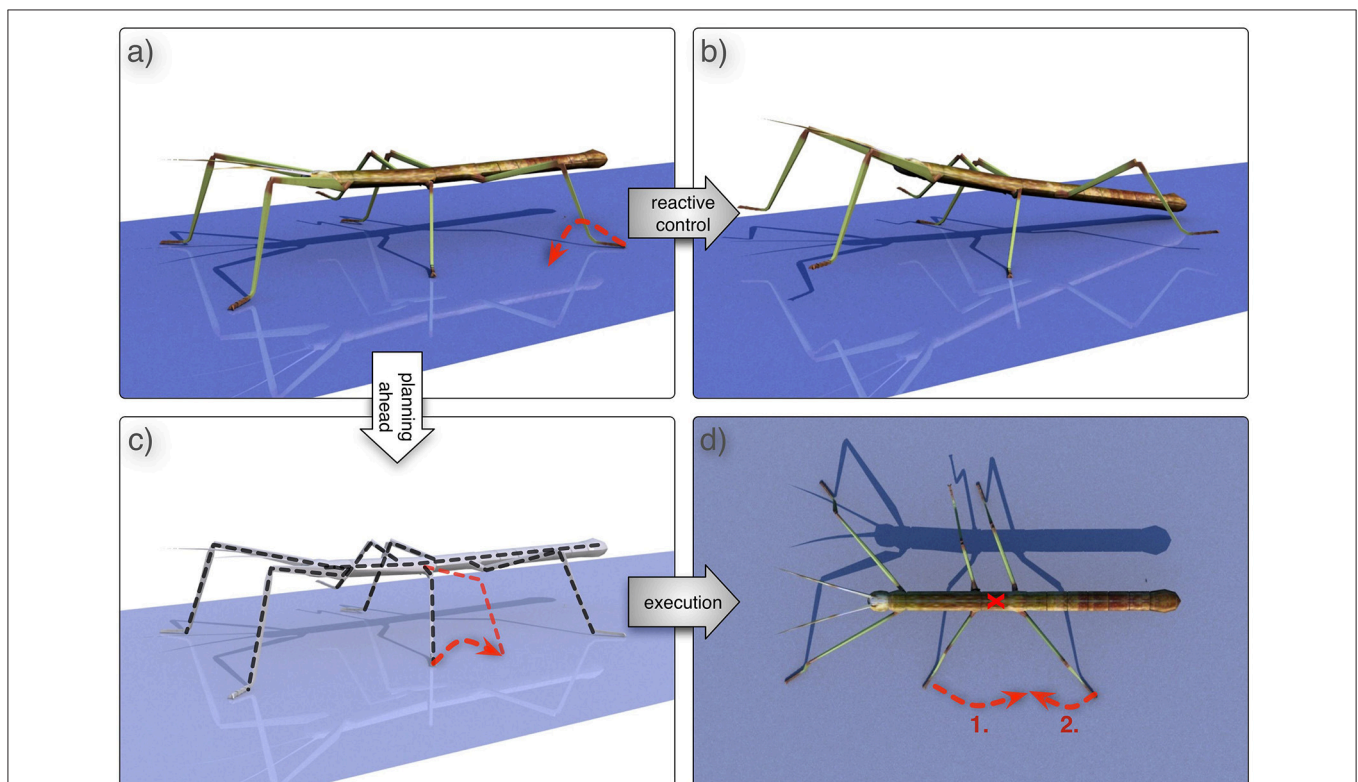 a)
b)
reactive
control
planning
ahead
c)
d)
execution
1.
2.